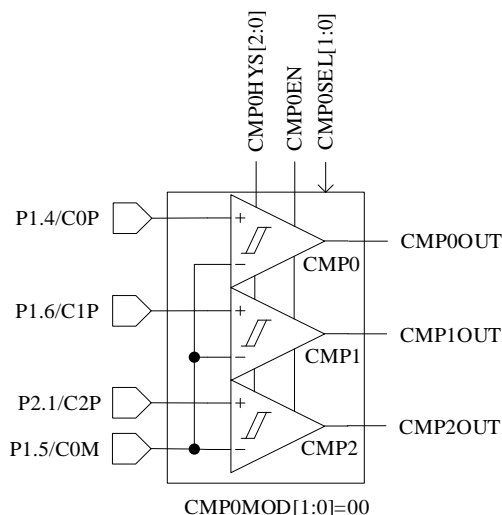 CMP0HYS[2:0]
CMP0EN
CMP0SEL[1:0]
P1.4/C0P
+
−
CMP0
CMP0OUT
P1.6/C1P
+
−
CMP1
CMP1OUT
P2.1/C2P
+
P1.5/C0M
−
CMP2
CMP2OUT
CMP0MOD[1:0]=00